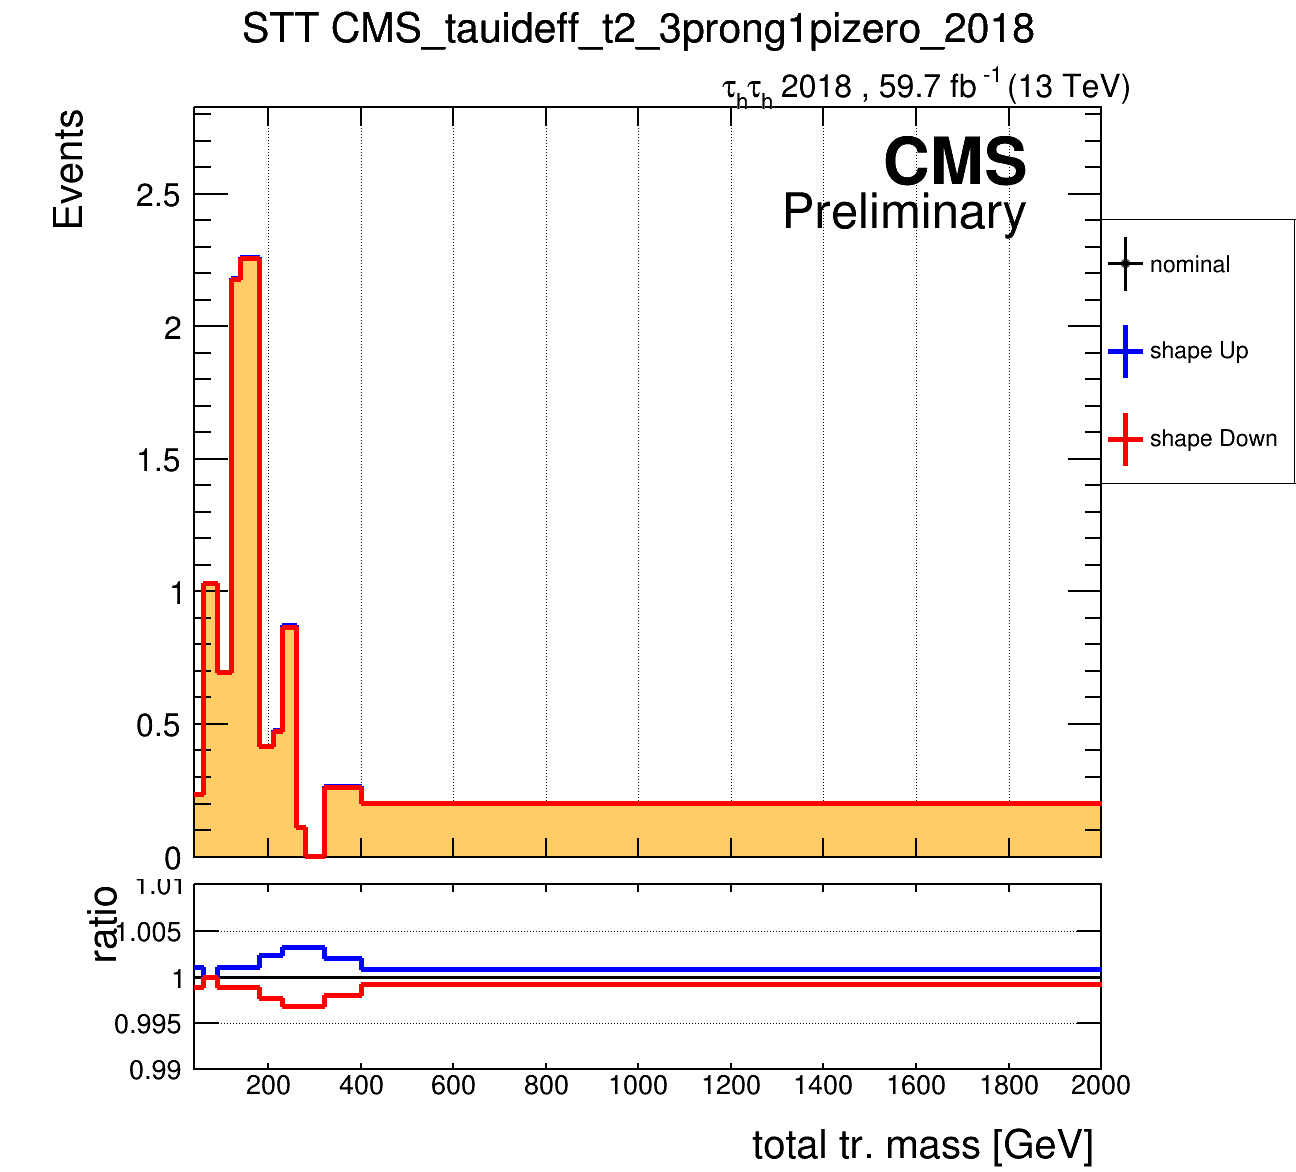 STT CMS_tauideff_t2_3prong1pizero_2018
τhτh 2018 , 59.7 fb -1 (13 TeV)
Events
CMS
Preliminary
2.5
2
1.5
1
0.5
0
nominal
shape Up
shape Down
ratio
1.01
1.005
1
0.995
0.99
200 400 600 800 1000 1200 1400 1600 1800 2000
total tr. mass [GeV]